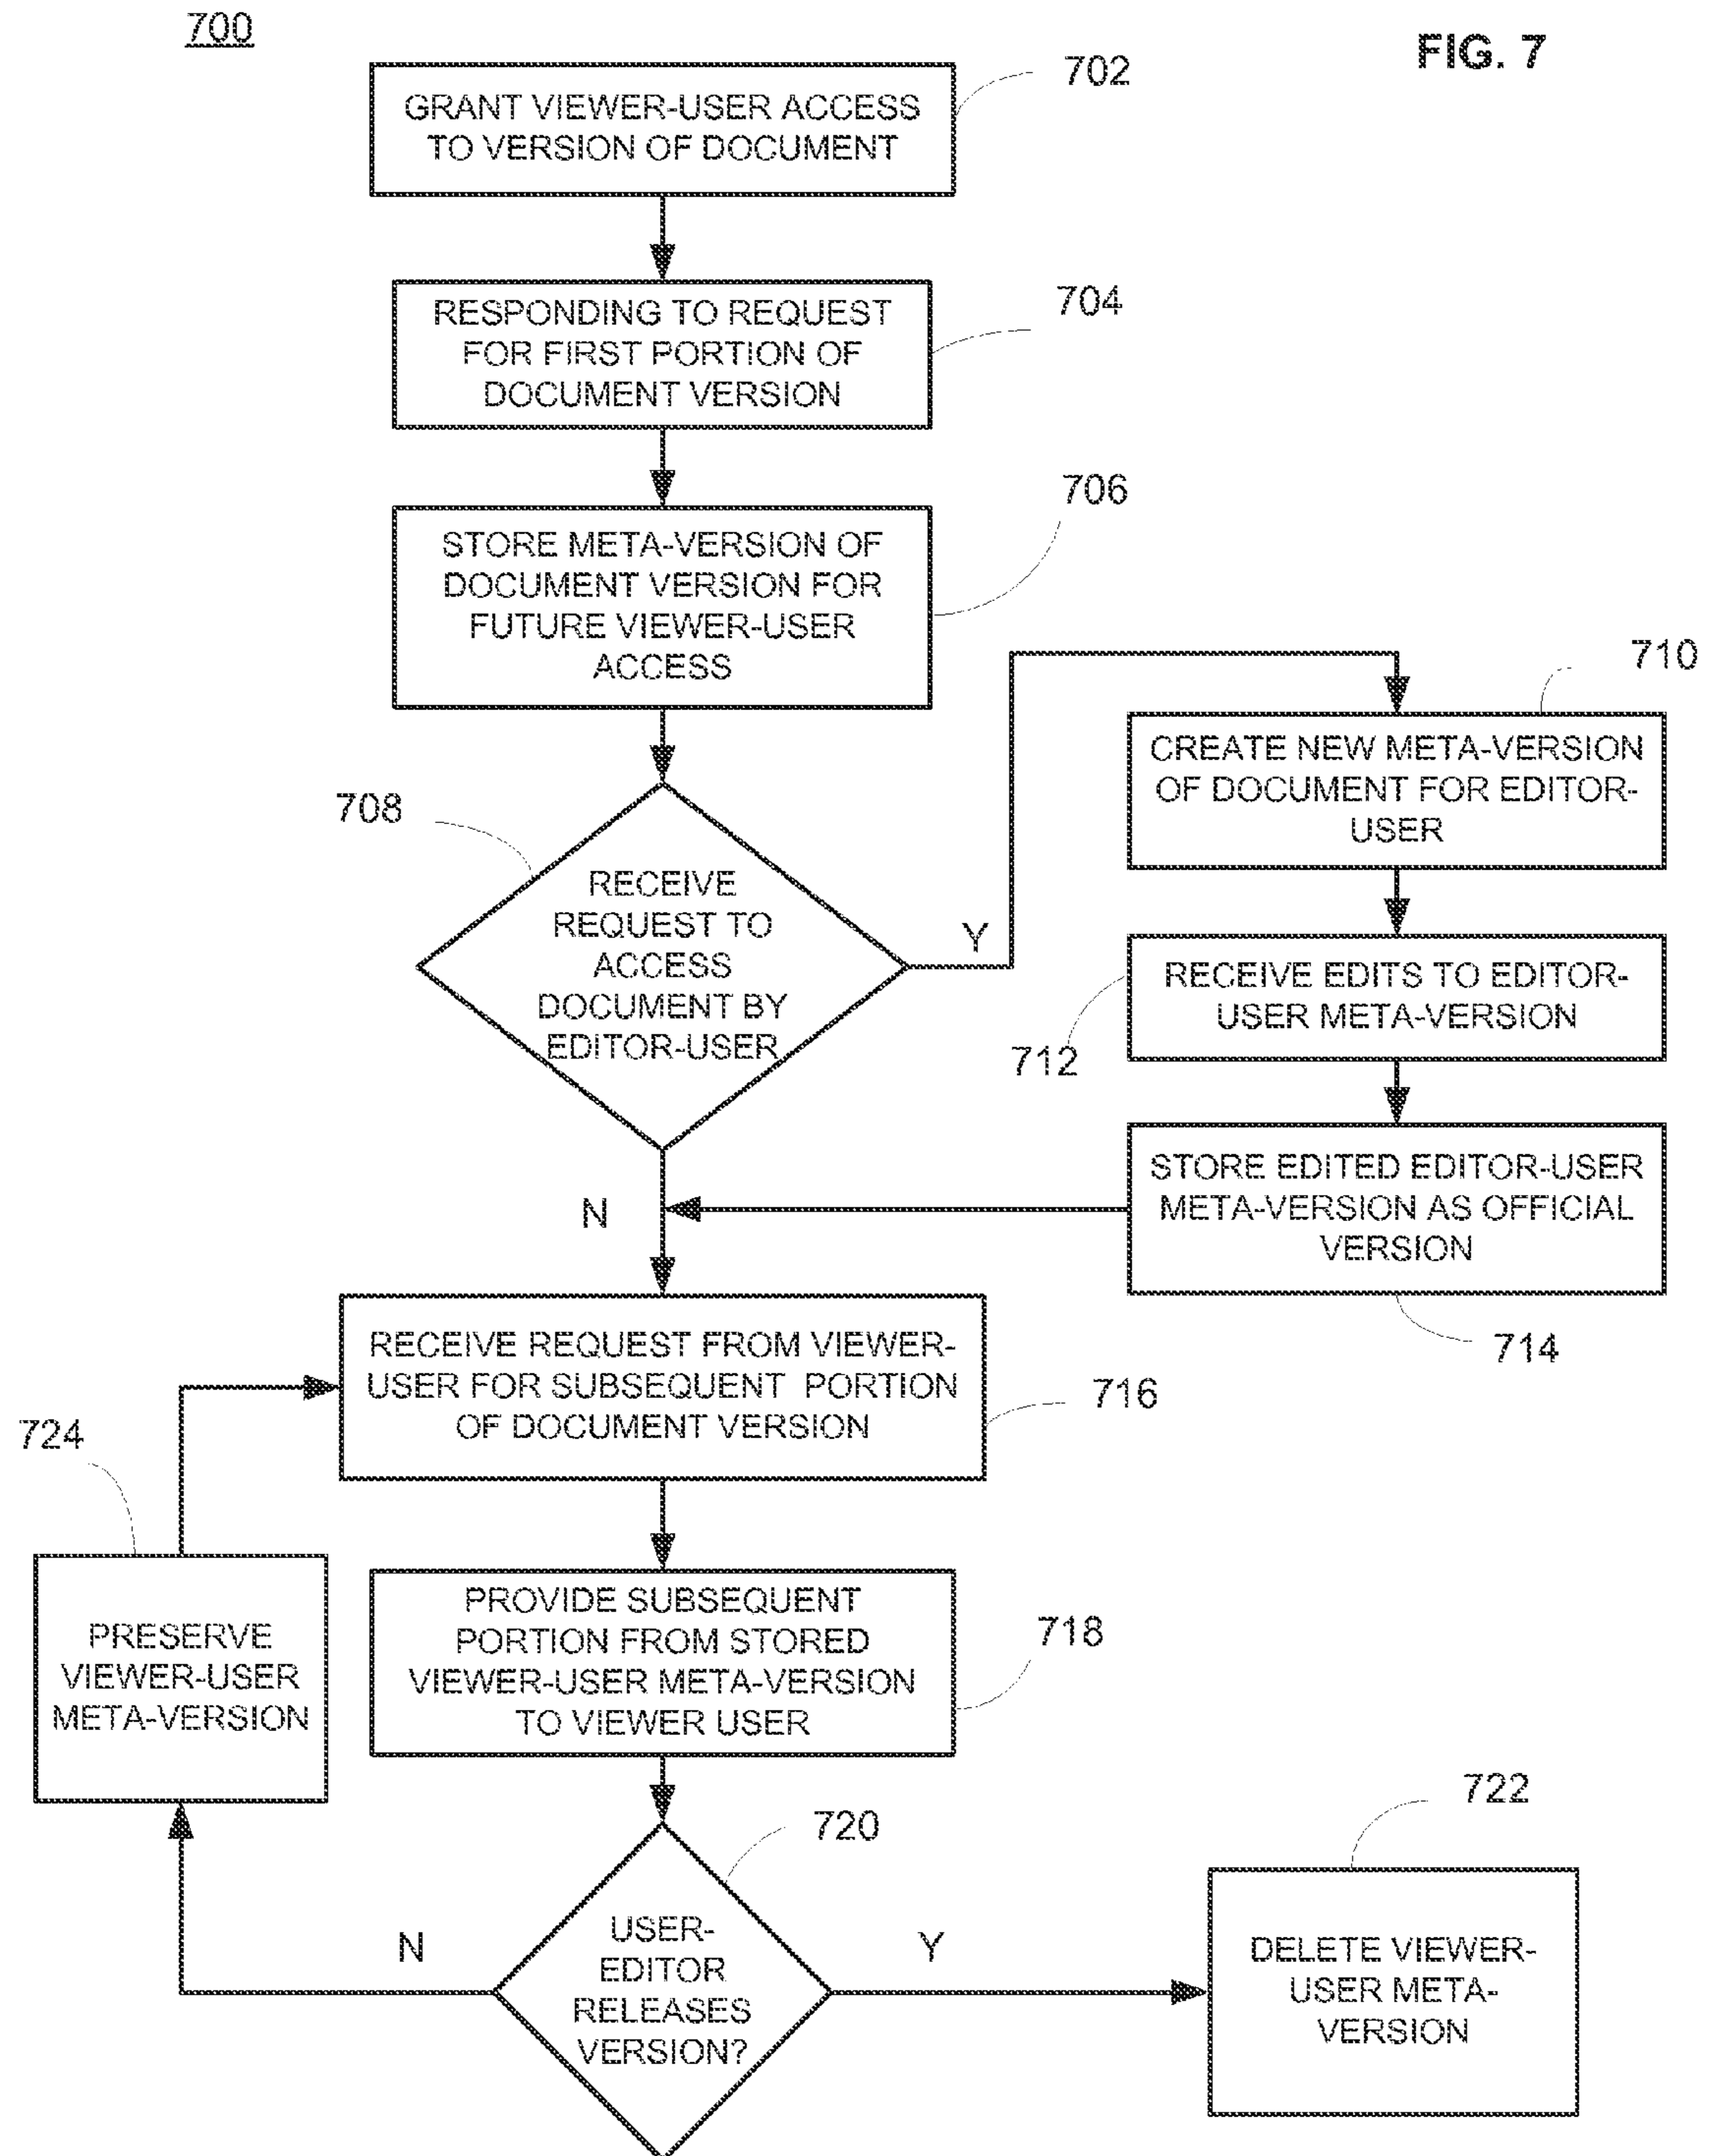 700
FIG. 7
702
GRANT VIEWER-USER ACCESS
TO VERSION OF DOCUMENT
704
RESPONDING TO REQUEST
FOR FIRST PORTION OF
DOCUMENT VERSION
706
STORE META-VERSION OF
DOCUMENT VERSION FOR
FUTURE VIEWER-USER
ACCESS
708
RECEIVE
REQUEST TO
ACCESS
DOCUMENT BY
EDITOR-USER
Y
710
CREATE NEW META-VERSION
OF DOCUMENT FOR EDITOR-
USER
712
RECEIVE EDITS TO EDITOR-
USER META-VERSION
STORE EDITED EDITOR-USER
META-VERSION AS OFFICIAL
VERSION
714
N
RECEIVE REQUEST FROM VIEWER-
USER FOR SUBSEQUENT PORTION
OF DOCUMENT VERSION
716
724
PRESERVE
VIEWER-USER
META-VERSION
PROVIDE SUBSEQUENT
PORTION FROM STORED
VIEWER-USER META-VERSION
TO VIEWER USER
718
720
USER-
EDITOR
RELEASES
VERSION?
N
Y
722
DELETE VIEWER-
USER META-
VERSION